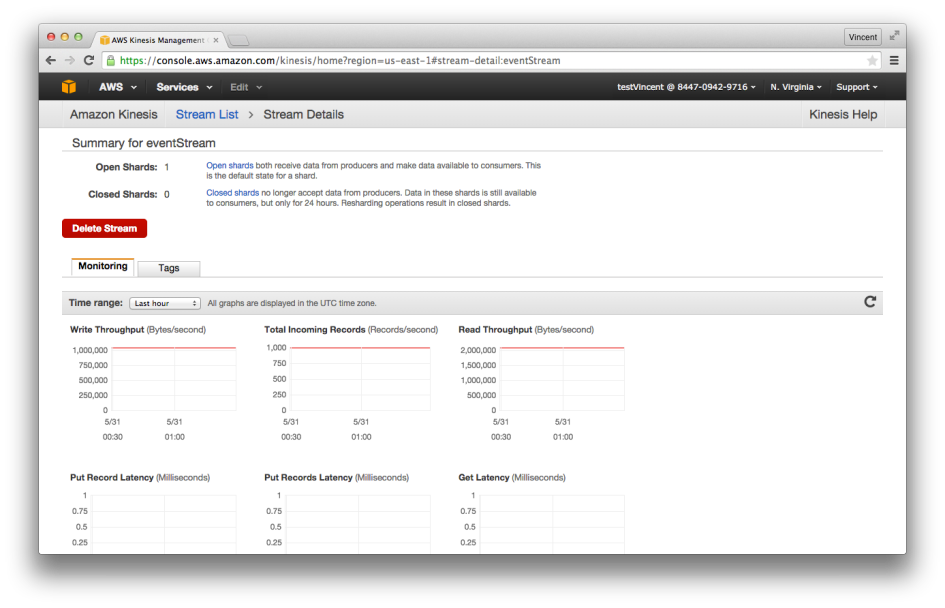 AWS Kinesis Management
Vincent
https://console.aws.amazon.com/kinesis/home?region=us-east-1#stream-detail:eventStream
AWS Services Edit testVincent @ 8447-0942-9716 N. Virginia Support
Amazon Kinesis Stream List > Stream Details Kinesis Help
Summary for eventStream
Open Shards: 1 Open shards both receive data from producers and make data available to consumers. This
is the default state for a shard.
Closed Shards: 0 Closed shards no longer accept data from producers. Data in these shards is still available
to consumers, but only for 24 hours. Resharding operations result in closed shards.
Delete Stream
Monitoring Tags
Time range: Last hour All graphs are displayed in the UTC time zone.
Write Throughput (Bytes/second) Total Incoming Records (Records/second) Read Throughput (Bytes/second)
1,000,000 1,000 2,000,000
750,000 750 1,500,000
500,000 500 1,000,000
250,000 250 500,000
0 0 0
5/31 5/31 5/31 5/31 5/31 5/31
00:30 01:00 00:30 01:00 00:30 01:00
Put Record Latency (Milliseconds) Put Records Latency (Milliseconds) Get Latency (Milliseconds)
1 1 1
0.75 0.75 0.75
0.5 0.5 0.5
0.25 0.25 0.25